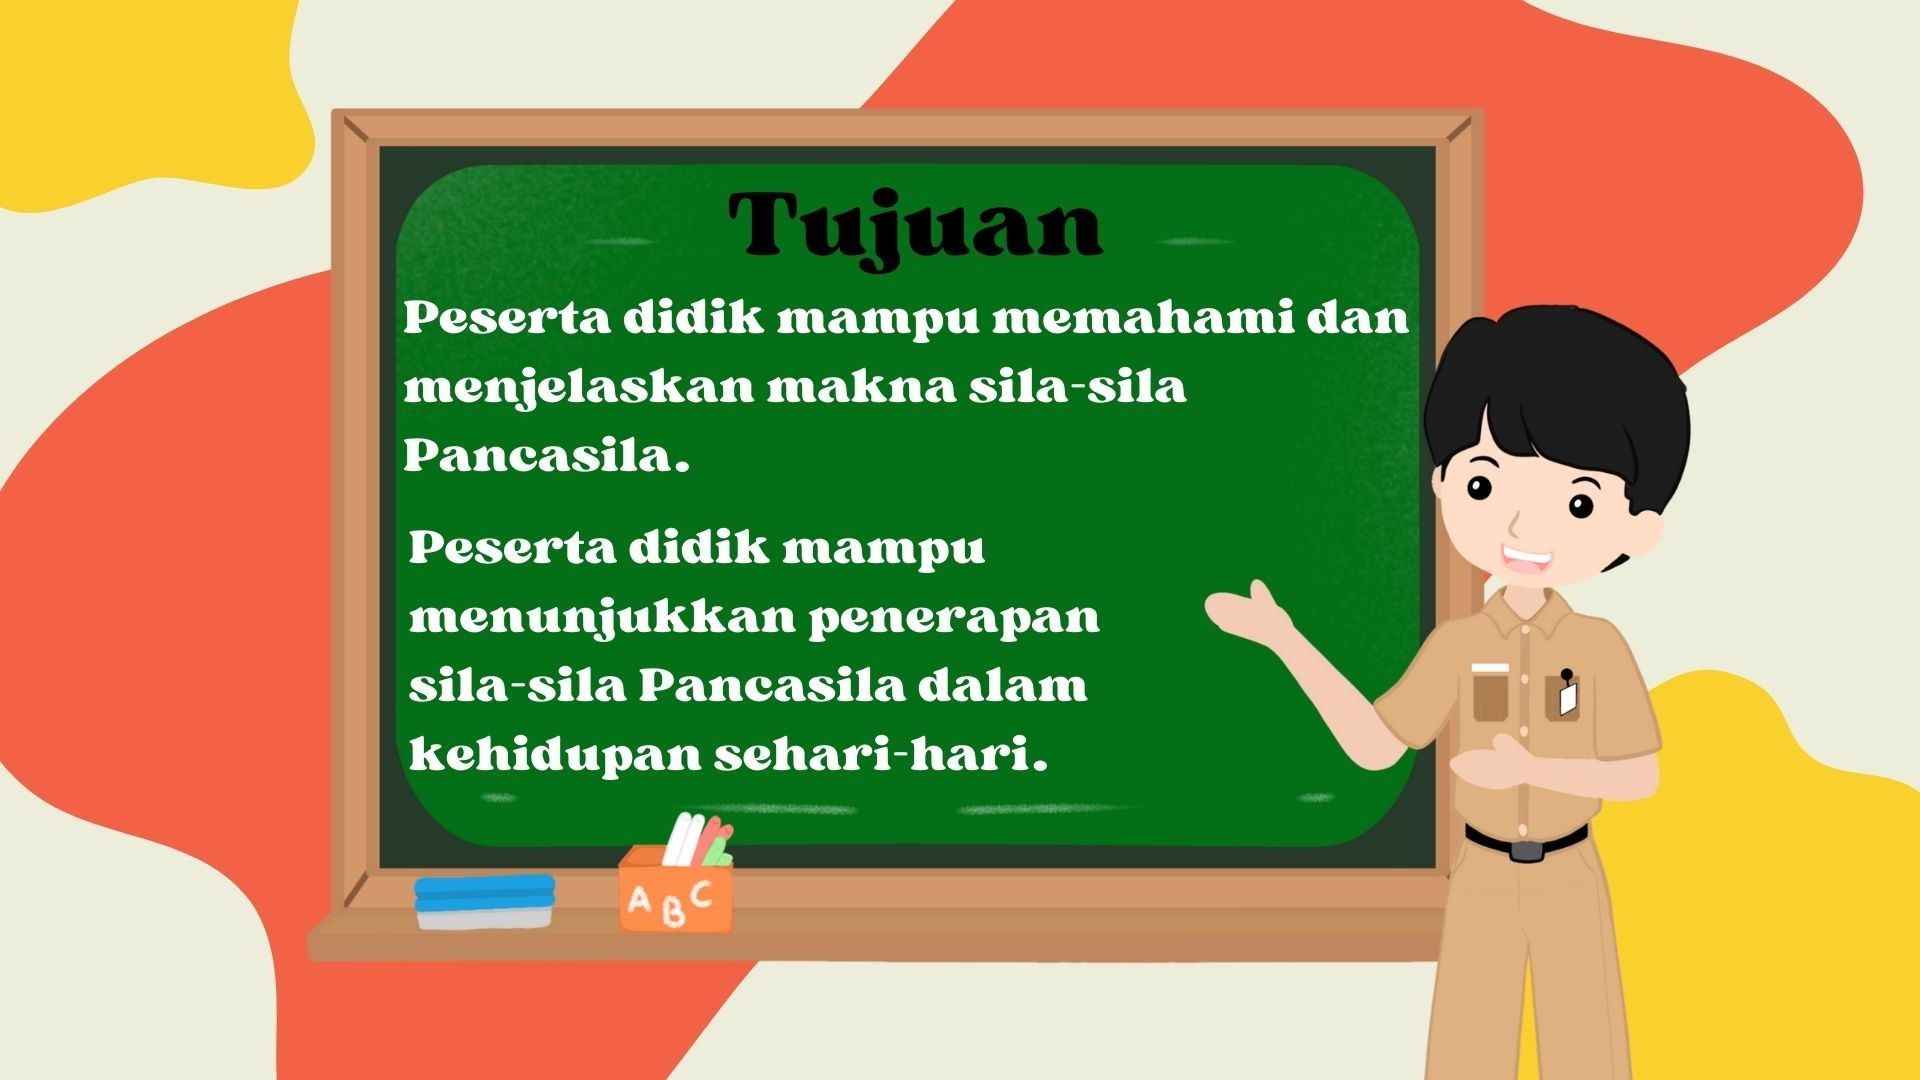 Tujuan
Peserta didik mampu memahami dan
menjelaskan makna sila-sila
Pancasila.
Peserta didik mampu
menunjukkan penerapan
sila-sila Pancasila dalam
kehidupan sehari-hari.
A B C